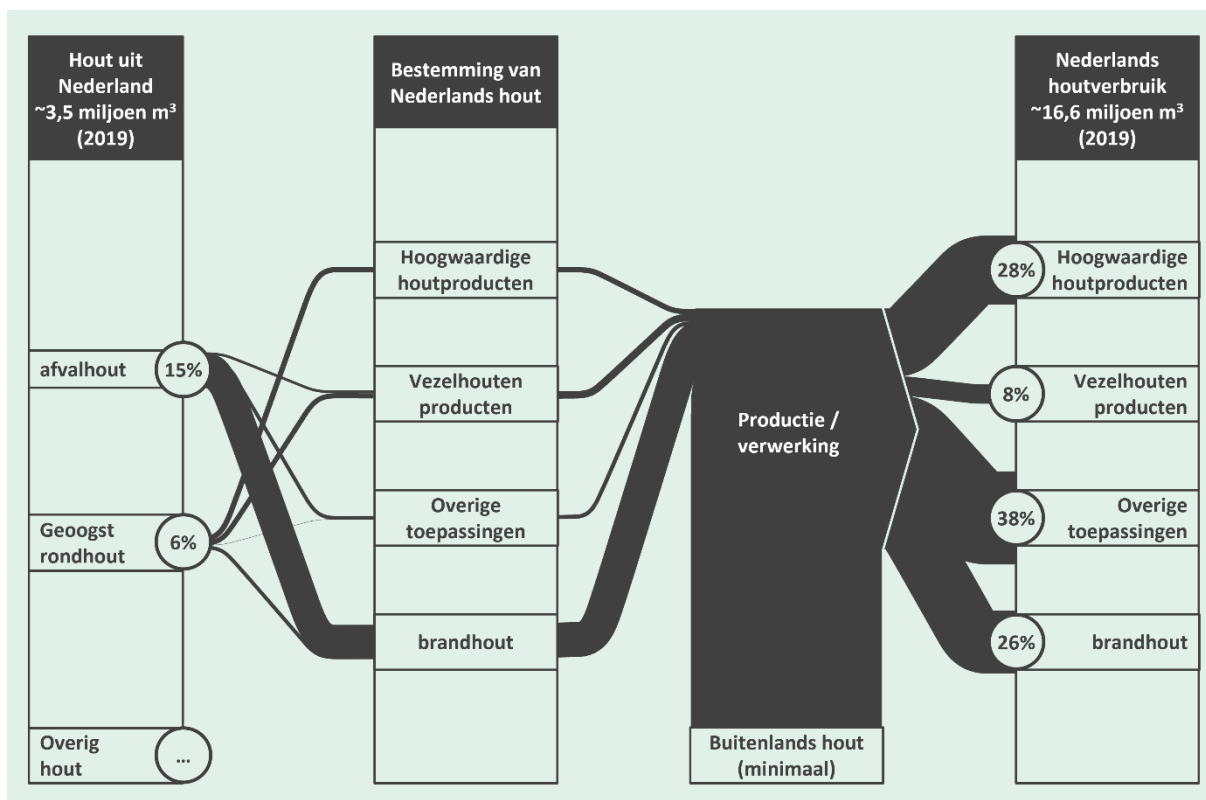 Hout uit
Nederland
~3,5 miljoen m³
(2019)
afvalhout
15%
Geoogst
rondhout
6%
Overig
hout
...
Bestemming van
Nederlands hout
Hoogwaardige
houtproducten
Vezelhouten
producten
Overige
toepassingen
brandhout
Productie /
verwerking
Buitenlands hout
(minimaal)
Nederlands
houtverbruik
~16,6 miljoen m³
(2019)
28%
Hoogwaardige
houtproducten
8%
Vezelhouten
producten
38%
Overige
toepassingen
26%
brandhout